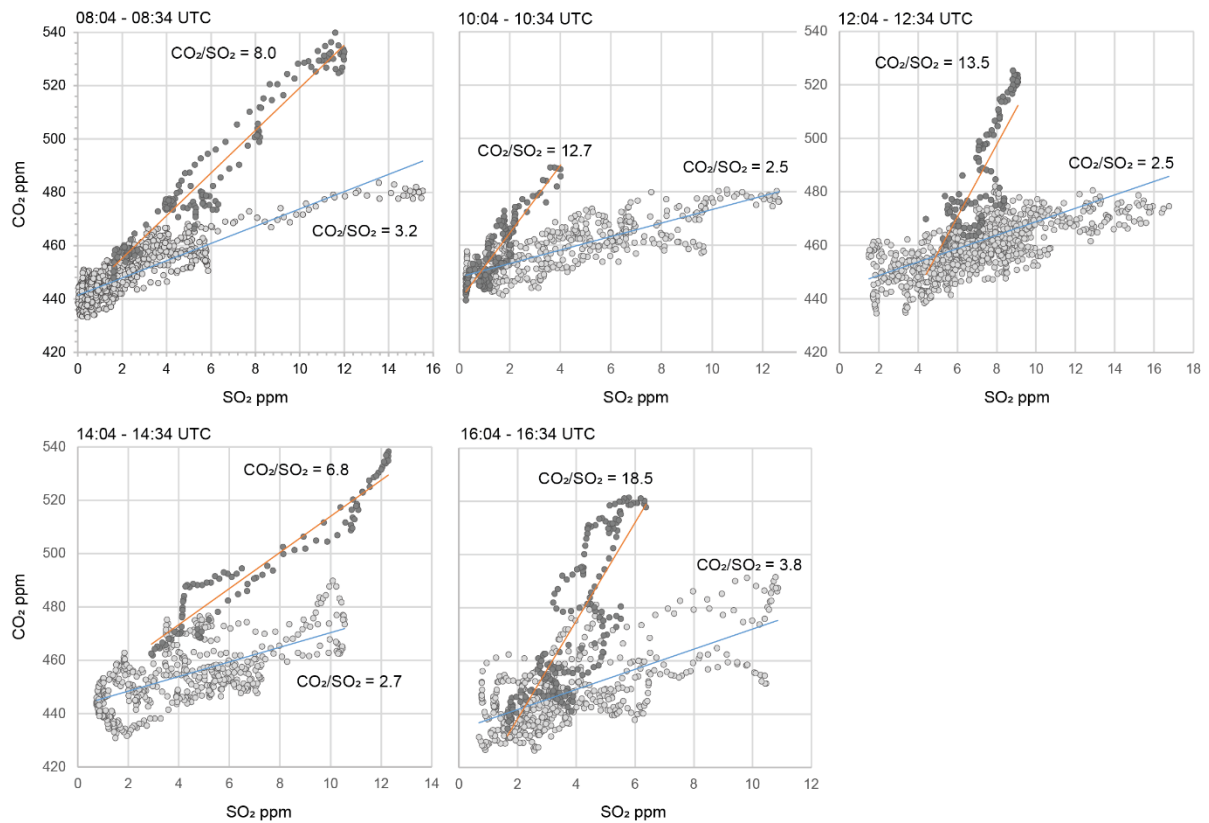 08:04 - 08:34 UTC
540
520
500
480
460
440
420
CO₂ ppm
CO₂/SO₂ = 8.0
CO₂/SO₂ = 3.2
0 2 4 6 8 10 12 14 16
SO₂ ppm
10:04 - 10:34 UTC
CO₂/SO₂ = 12.7
CO₂/SO₂ = 2.5
0 2 4 6 8 10 12
SO₂ ppm
12:04 - 12:34 UTC
540
520
500
480
460
440
420
CO₂/SO₂ = 13.5
CO₂/SO₂ = 2.5
0 2 4 6 8 10 12 14 16 18
SO₂ ppm
14:04 - 14:34 UTC
540
520
500
480
460
440
420
CO₂ ppm
CO₂/SO₂ = 6.8
CO₂/SO₂ = 2.7
0 2 4 6 8 10 12 14
SO₂ ppm
16:04 - 16:34 UTC
CO₂/SO₂ = 18.5
CO₂/SO₂ = 3.8
0 2 4 6 8 10 12
SO₂ ppm